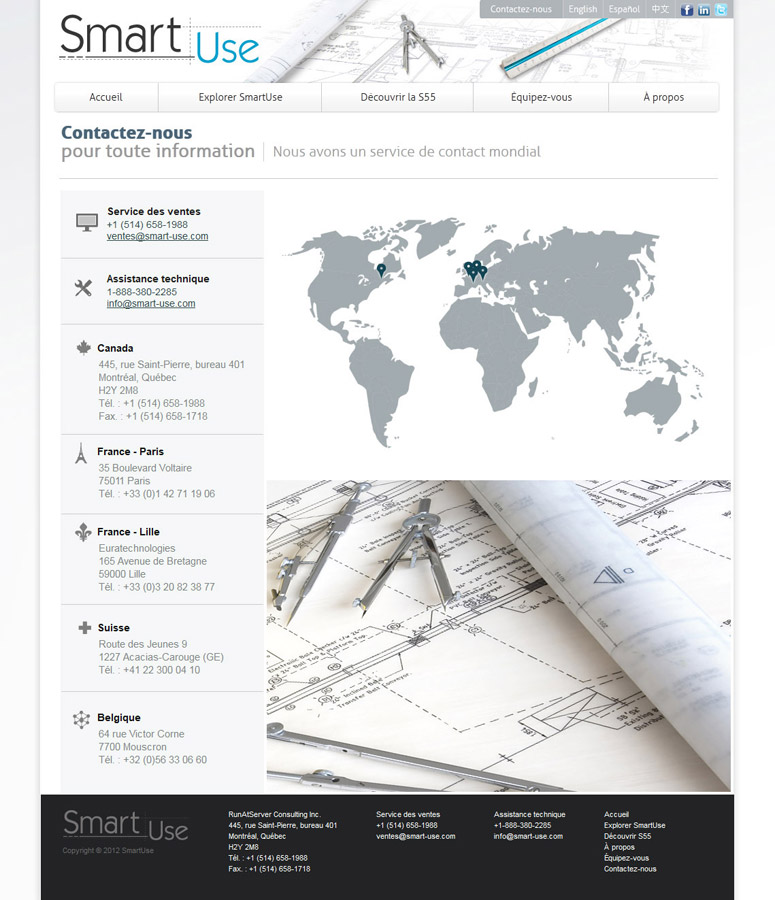 Contactez-nous English Español 中文
Smart Use
Accueil Explorer SmartUse Découvrir la S55 Équipez-vous À propos
Contactez-nous
pour toute information Nous avons un service de contact mondial
Service des ventes
+1 (514) 658-1988
ventes@smart-use.com
Assistance technique
1-888-380-2285
info@smart-use.com
Canada
445, rue Saint-Pierre, bureau 401
Montréal, Québec
H2Y 2M8
Tél. : +1 (514) 658-1988
Fax. : +1 (514) 658-1718
France - Paris
35 Boulevard Voltaire
75011 Paris
Tél. : +33 (0)1 42 71 19 06
France - Lille
Euratechnologies
165 Avenue de Bretagne
59000 Lille
Tél. : +33 (0)3 20 82 38 77
Suisse
Route des Jeunes 9
1227 Acacias-Carouge (GE)
Tél. : +41 22 300 04 10
Belgique
64 rue Victor Corne
7700 Mouscron
Tél. : +32 (0)56 33 06 60
Smart Use
Copyright © 2012 SmartUse
RunAtServer Consulting Inc.
445, rue Saint-Pierre, bureau 401
Montréal, Québec
H2Y 2M8
Tél. : +1 (514) 658-1988
Fax. : +1 (514) 658-1718
Service des ventes
+1 (514) 658-1988
ventes@smart-use.com
Assistance technique
+1-888-380-2285
info@smart-use.com
Accueil
Explorer SmartUse
Découvrir S55
À propos
Équipez-vous
Contactez-nous